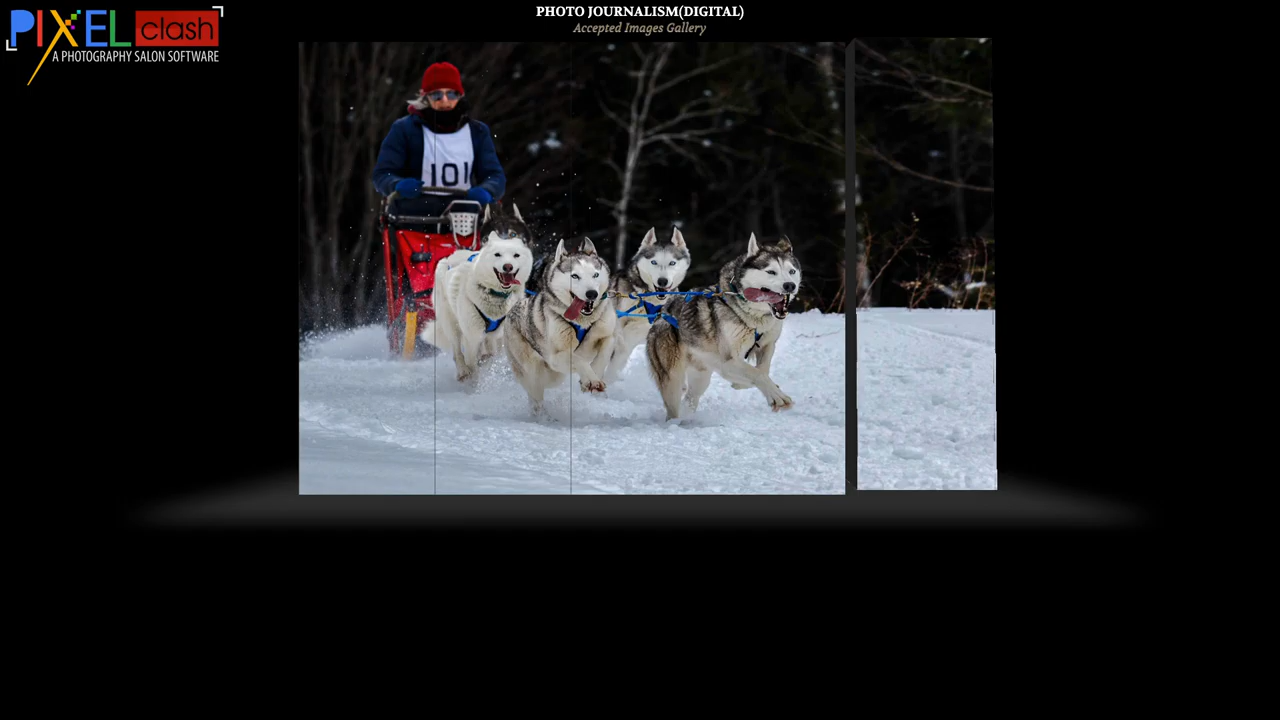 PIXEL clash
A PHOTOGRAPHY SALON SOFTWARE
PHOTO JOURNALISM(DIGITAL)
Accepted Images Gallery
101